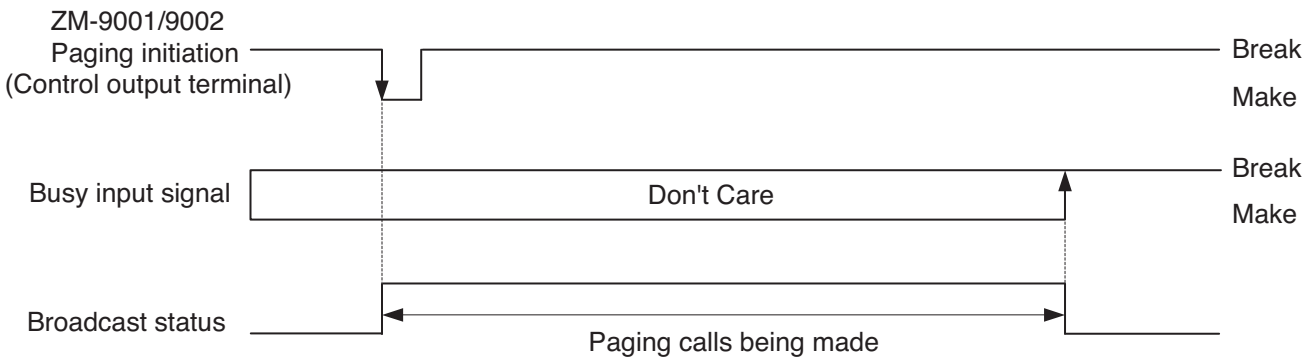 ZM-9001/9002
Paging initiation
(Control output terminal)
Break
Make
Busy input signal
Don't Care
Break
Make
Broadcast status
Paging calls being made